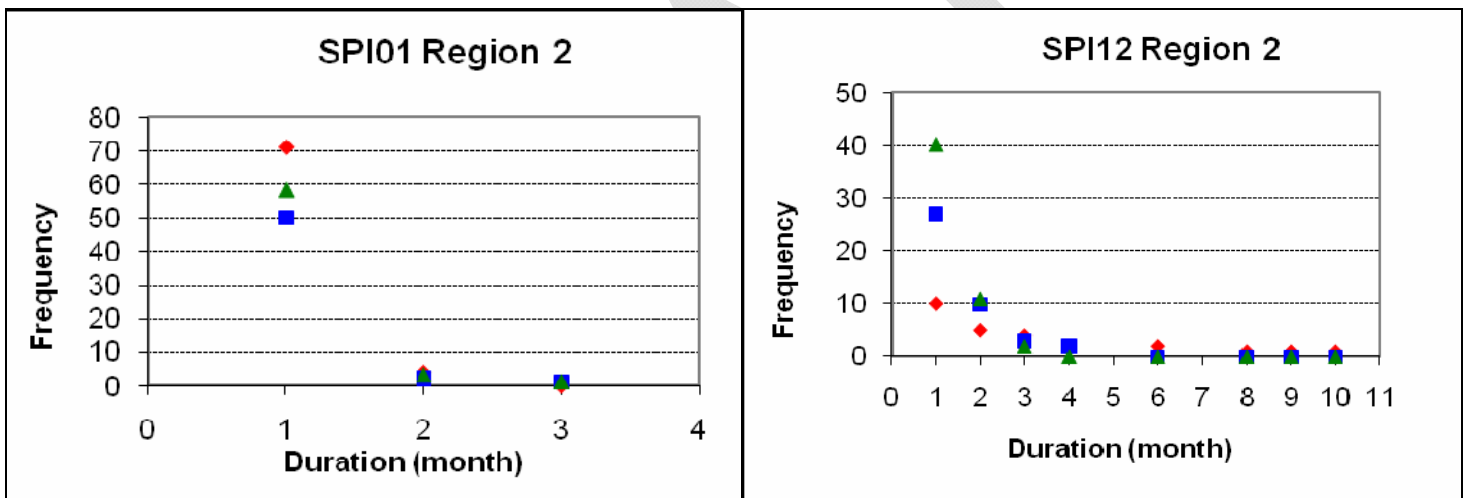 SPI01 Region 2
80
70
60
50
40
30
20
10
0
Frequency
0 1 2 3 4
Duration (month)
SPI12 Region 2
50
40
30
20
10
0
Frequency
0 1 2 3 4 5 6 7 8 9 10 11
Duration (month)